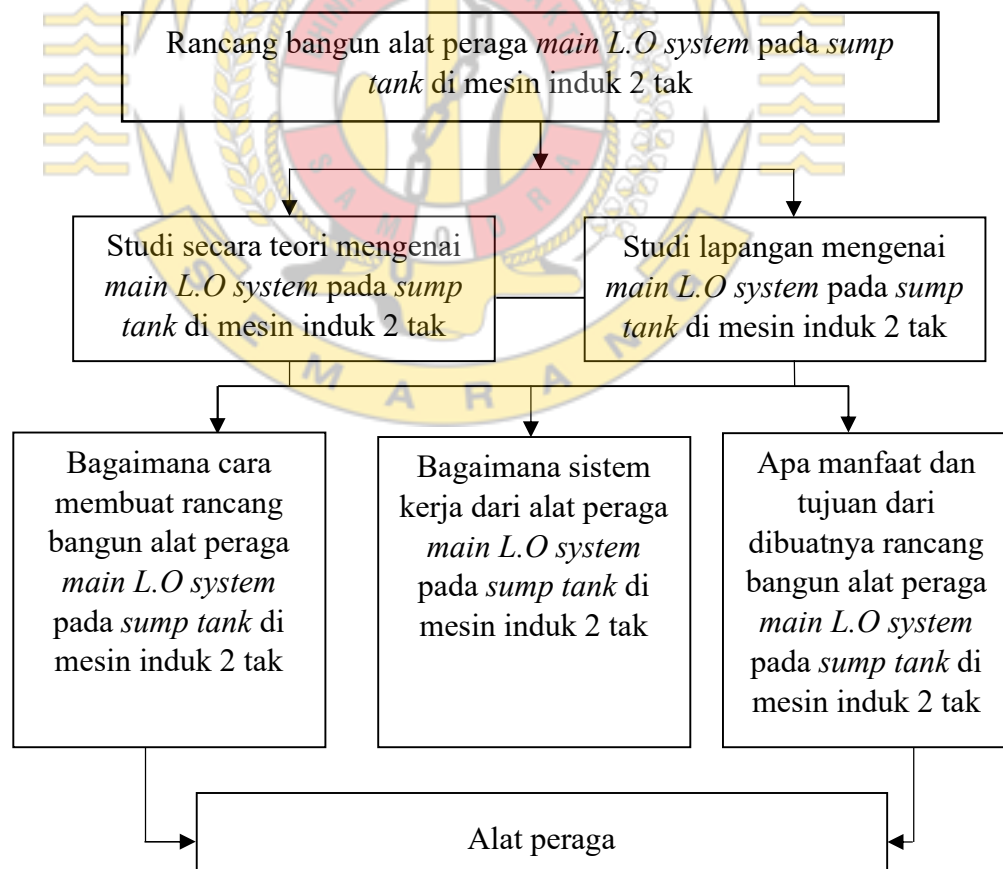 Rancang bangun alat peraga main L.O system pada sump
tank di mesin induk 2 tak
Studi secara teori mengenai
main L.O system pada sump
tank di mesin induk 2 tak
Studi lapangan mengenai
main L.O system pada sump
tank di mesin induk 2 tak
SAMODRA
SEMARANG
Bagaimana cara
membuat rancang
bangun alat peraga
main L.O system
pada sump tank di
mesin induk 2 tak
Bagaimana sistem
kerja dari alat peraga
main L.O system
pada sump tank di
mesin induk 2 tak
Apa manfaat dan
tujuan dari
dibuatnya rancang
bangun alat peraga
main L.O system
pada sump tank di
mesin induk 2 tak
Alat peraga